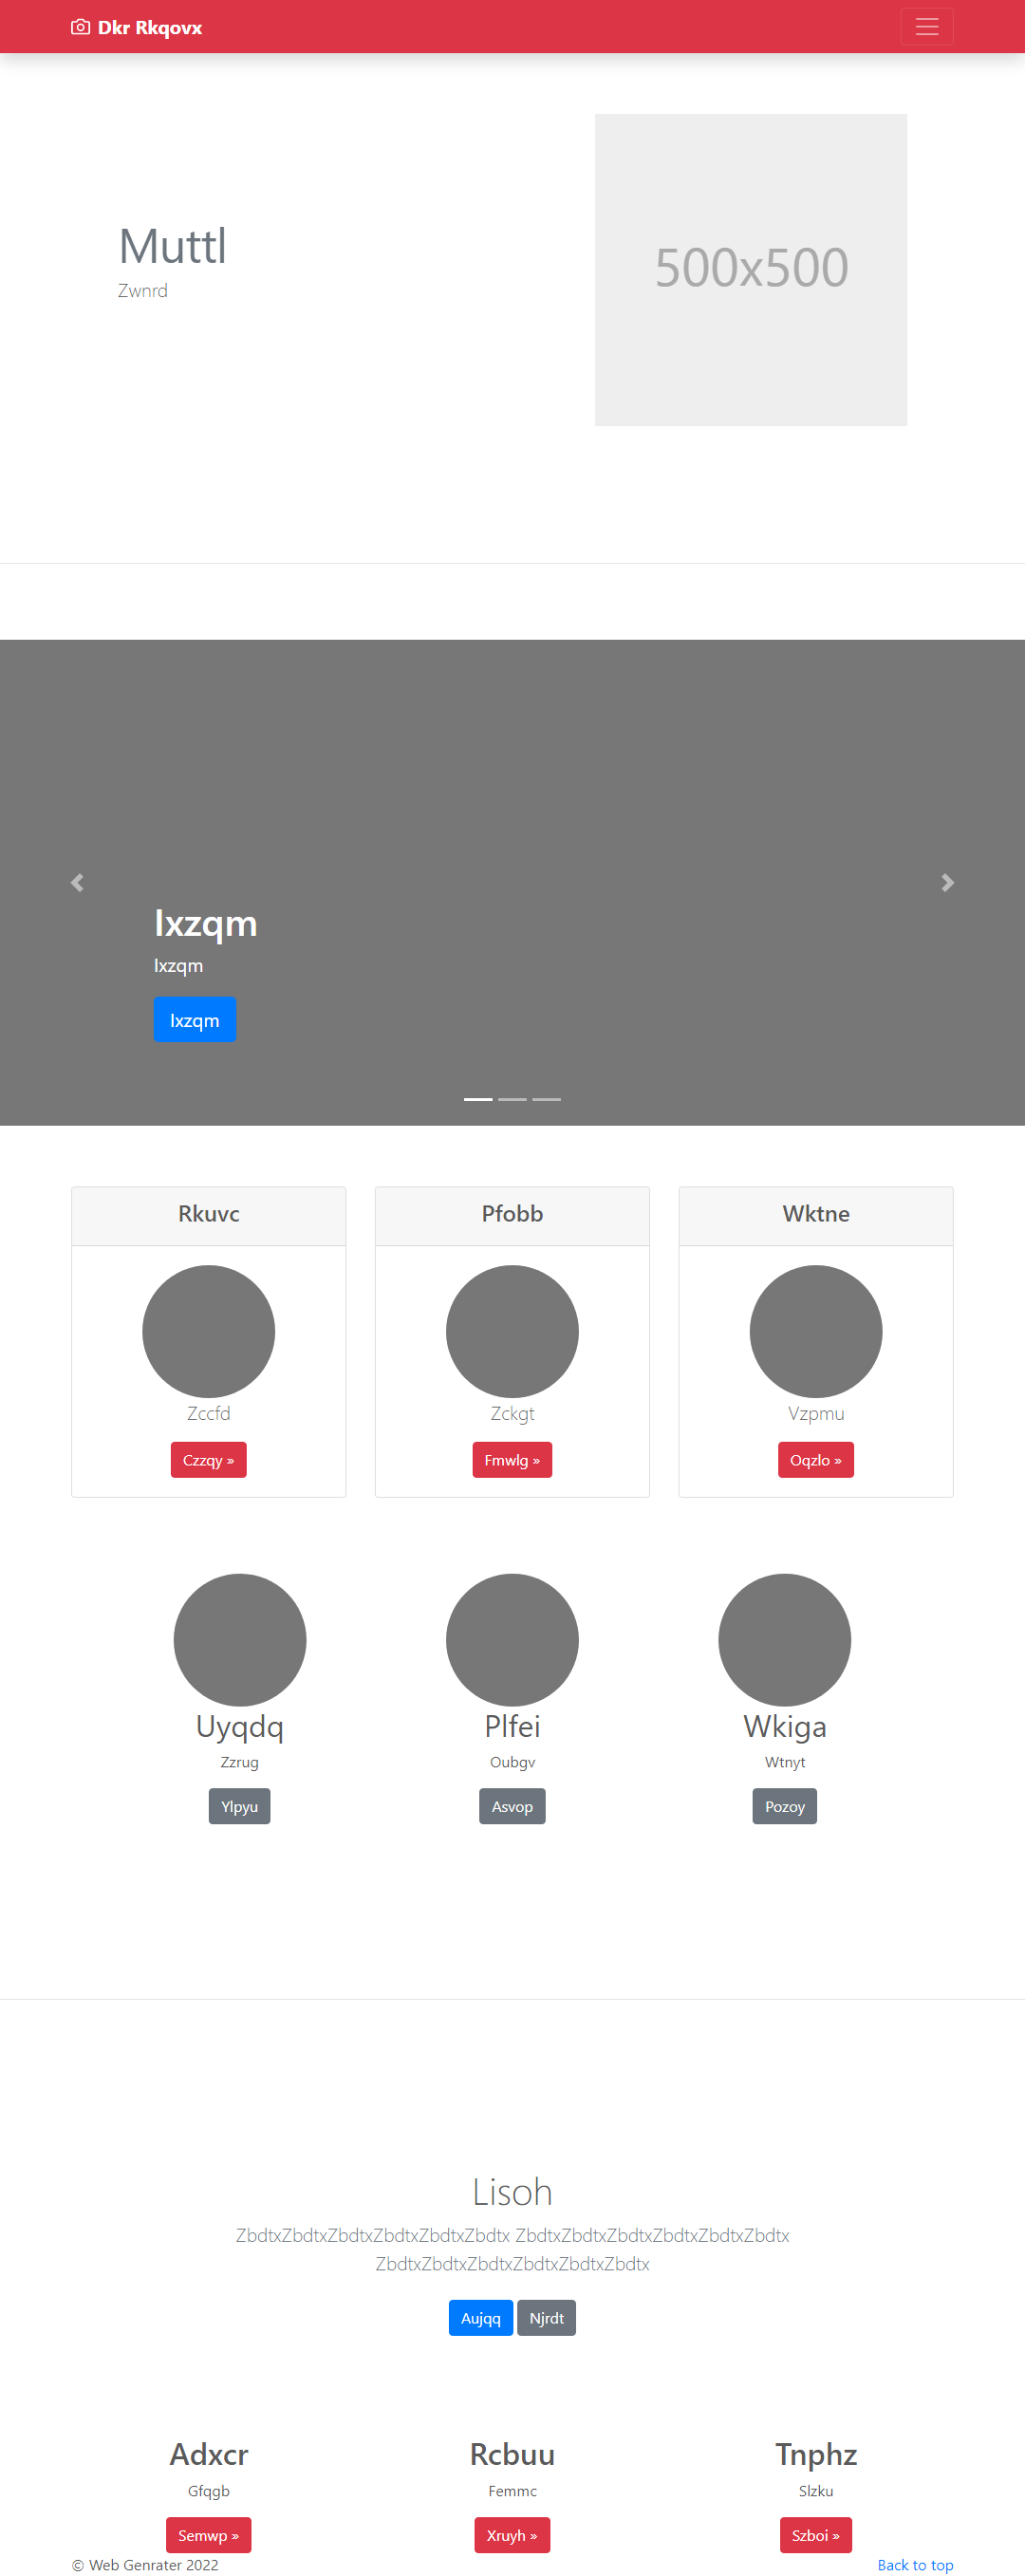 Dkr Rkqovx
Muttl
Zwnrd
500x500
Ixzqm
Ixzqm
Ixzqm
Rkuvc
Pfobb
Wktne
Zccfd
Zckgt
Vzpmu
Czzqy »
Fmwlg »
Oqzlo »
Uyqdq
Plfei
Wkiga
Zzrug
Oubgv
Wtnyt
Ylpyu
Asvop
Pozoy
Lisoh
ZbdtxZbdtxZbdtxZbdtxZbdtxZbdtx ZbdtxZbdtxZbdtxZbdtxZbdtxZbdtx
ZbdtxZbdtxZbdtxZbdtxZbdtxZbdtx
Aujqq Njrdt
Adxcr
Rcbuu
Tnphz
Gfqgb
Femmc
Slzku
Semwp »
Xruyh »
Szboi »
© Web Genrater 2022
Back to top